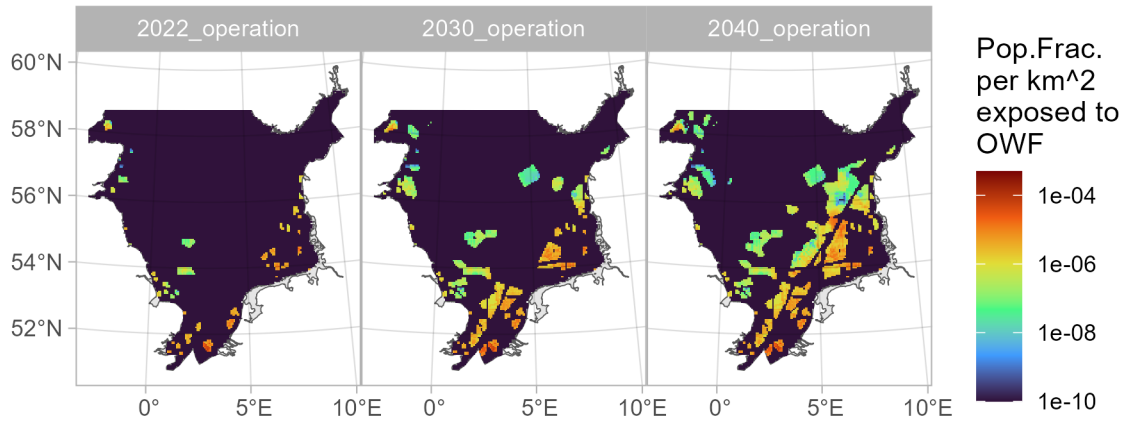 2022_operation 2030_operation 2040_operation
60°N
58°N
56°N
54°N
52°N
0° 5°E 10°E 0° 5°E 10°E 0° 5°E 10°E
Pop.Frac.
per km^2
exposed to
OWF
1e-04
1e-06
1e-08
1e-10